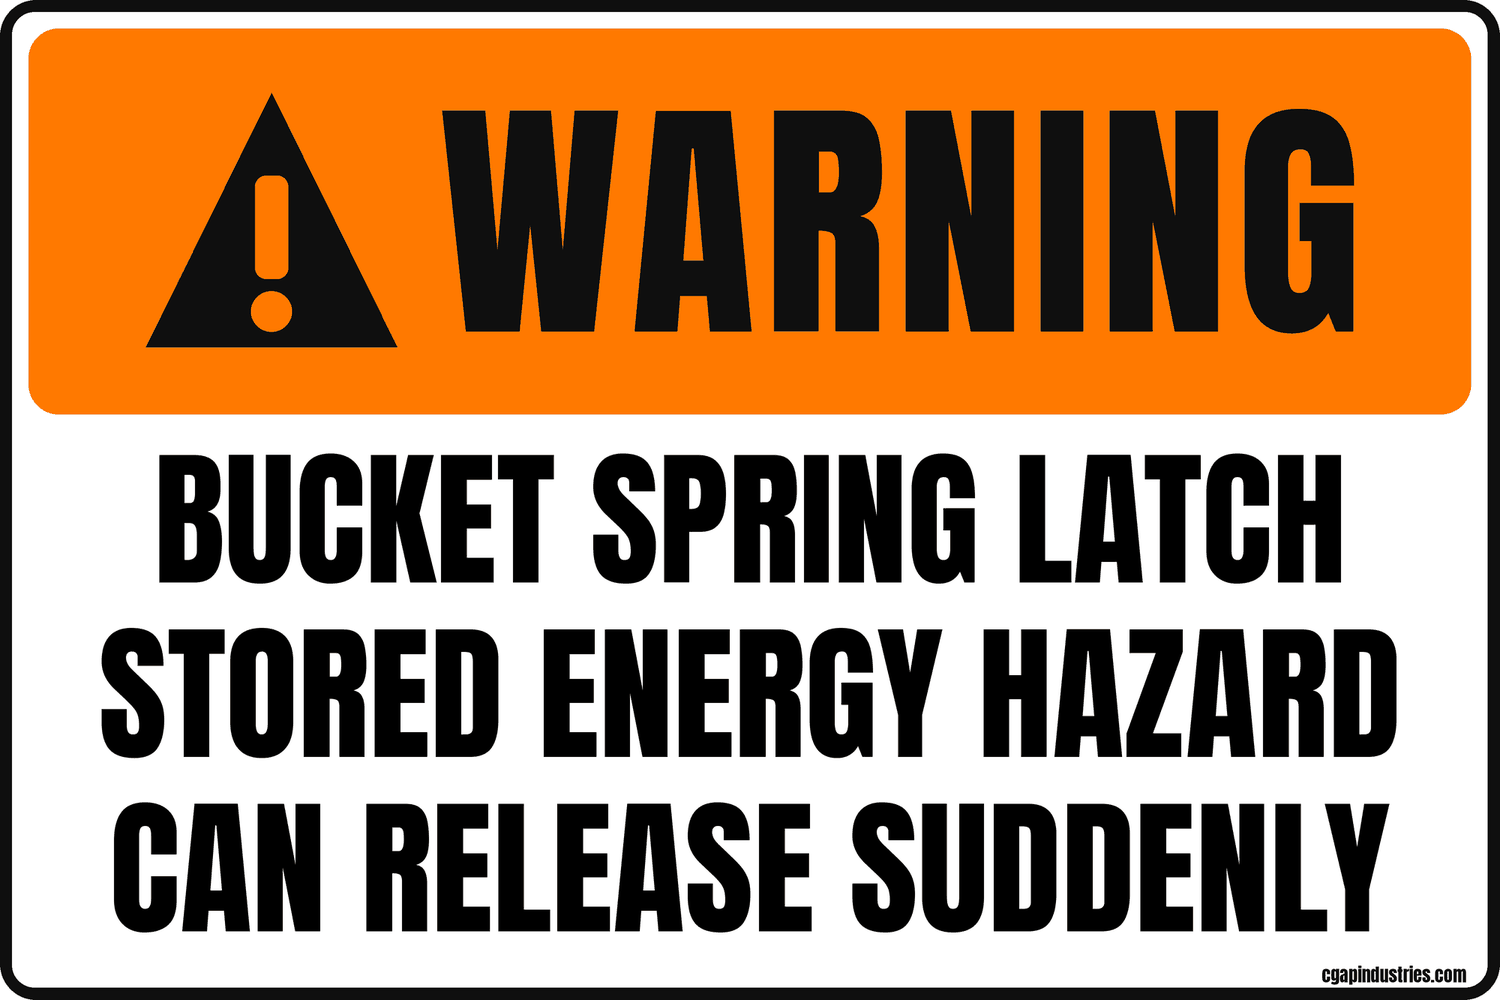 WARNING
BUCKET SPRING LATCH
STORED ENERGY HAZARD
CAN RELEASE SUDDENLY
cgapindustries.com